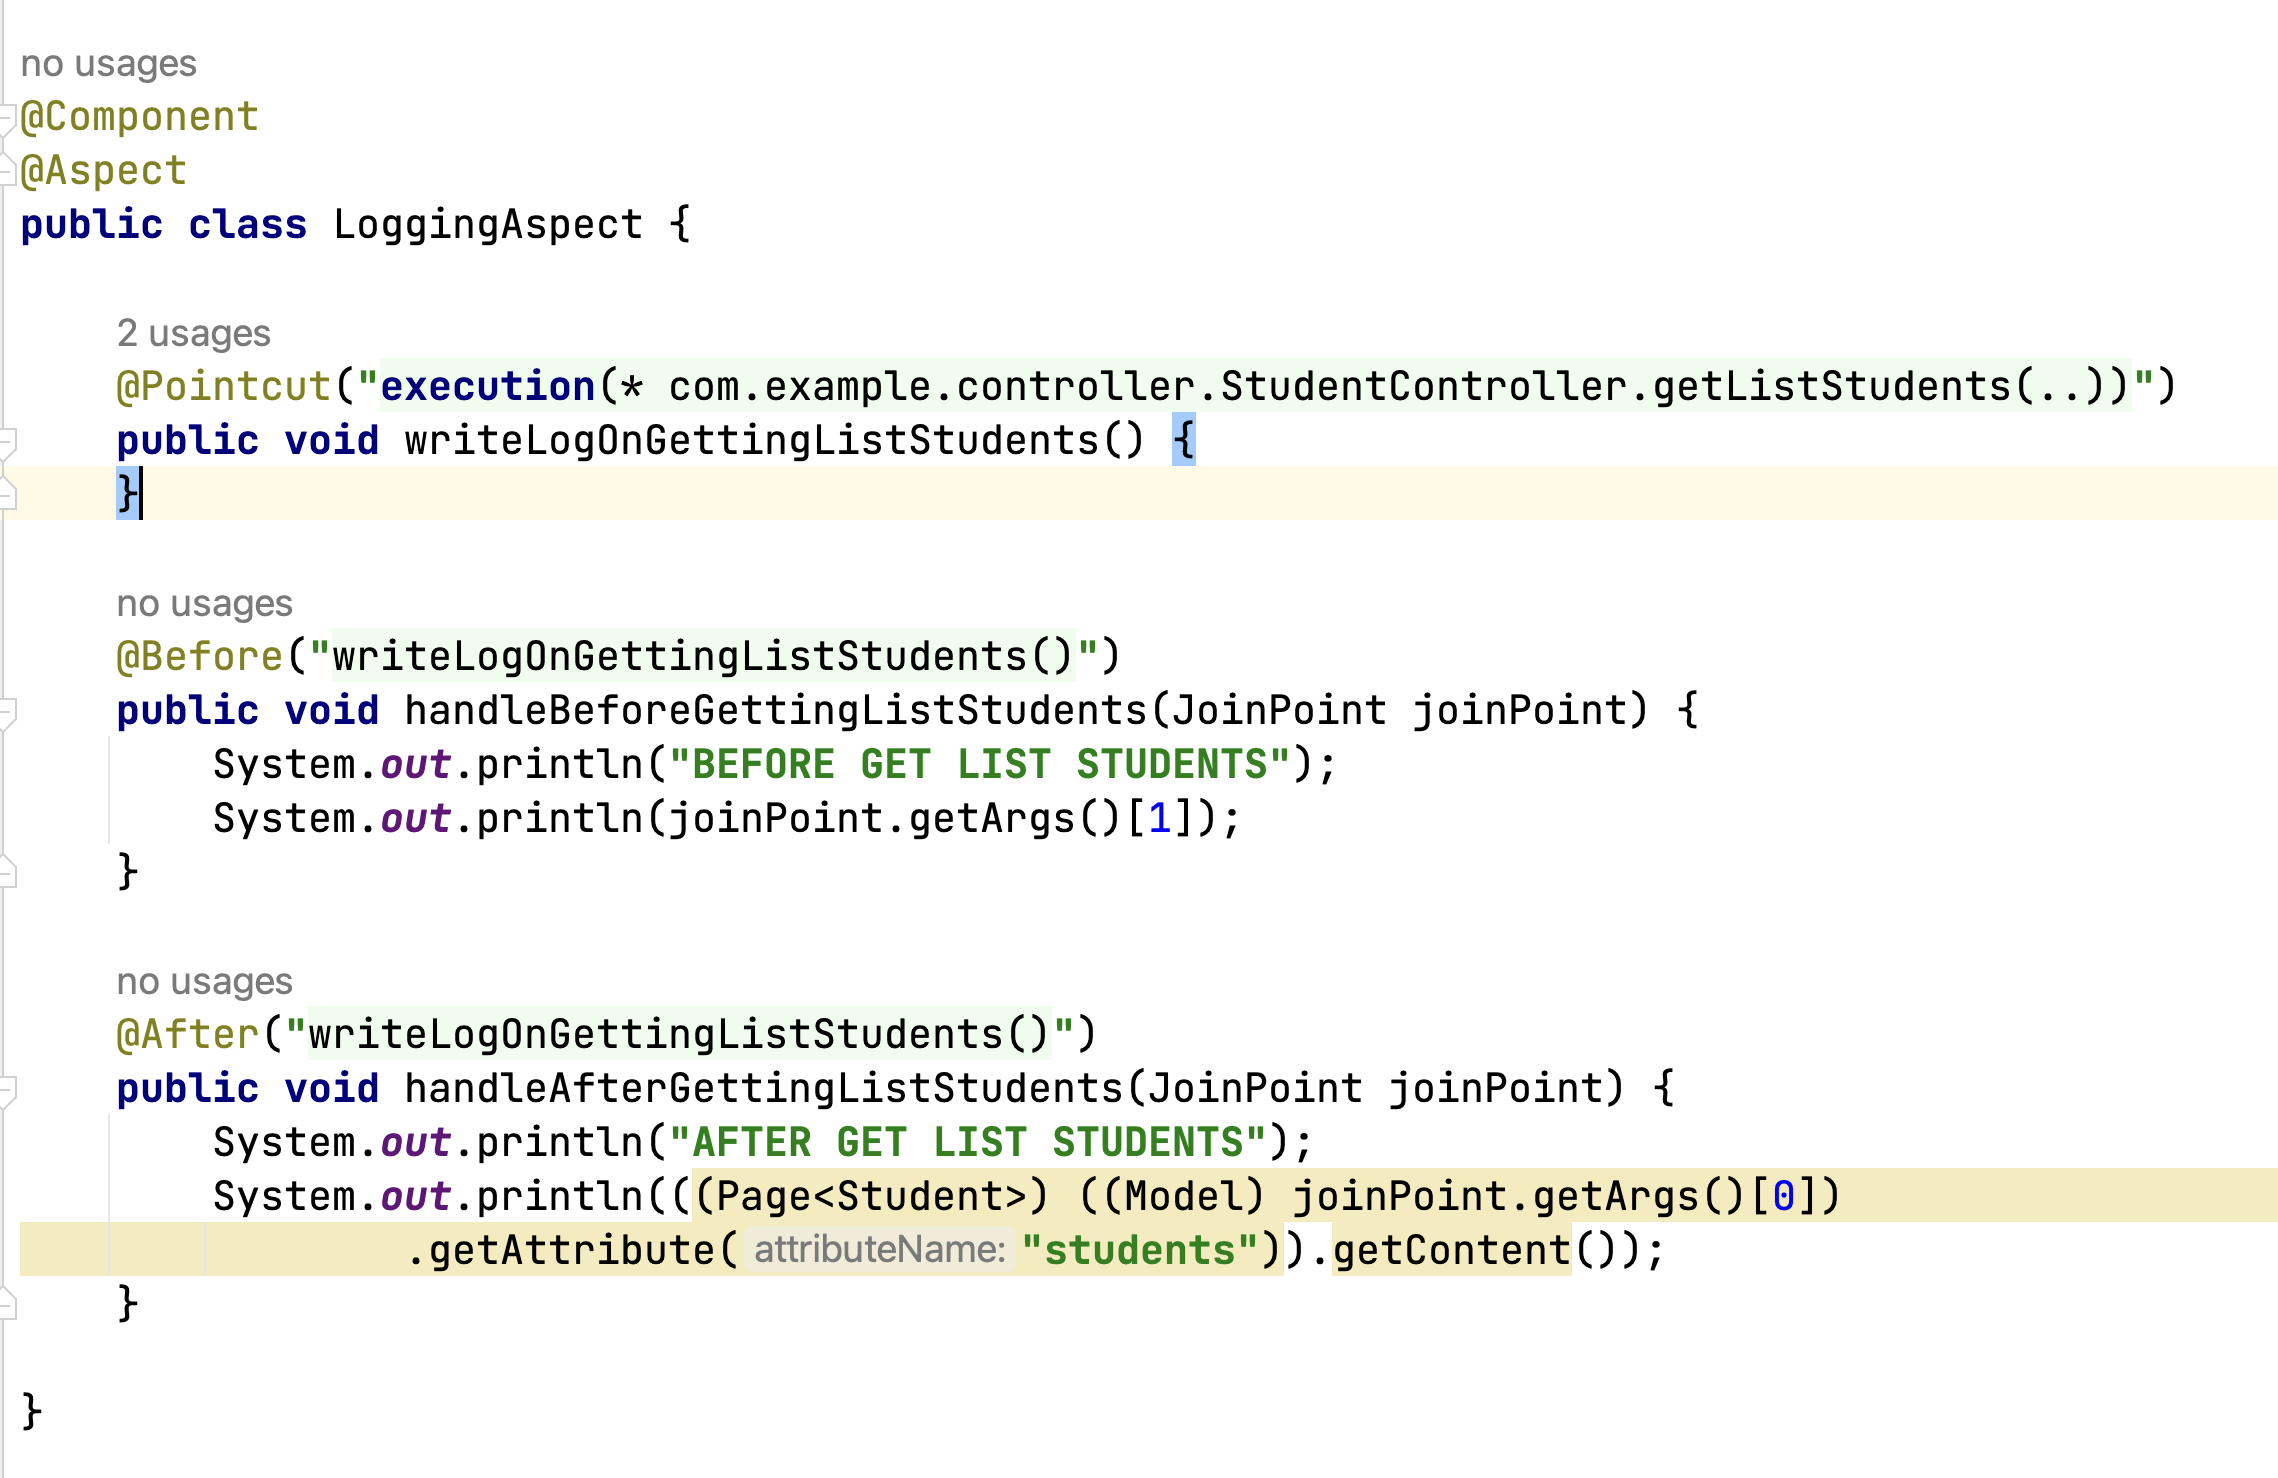 no usages
@Component
@Aspect
public class LoggingAspect {
2 usages
@Pointcut("execution(* com.example.controller.StudentController.getListStudents(..))")
public void writeLogOnGettingListStudents() {
}
no usages
@Before("writeLogOnGettingListStudents()")
public void handleBeforeGettingListStudents(JoinPoint joinPoint) {
System.out.println("BEFORE GET LIST STUDENTS");
System.out.println(joinPoint.getArgs()[1]);
}
no usages
@After("writeLogOnGettingListStudents()")
public void handleAfterGettingListStudents(JoinPoint joinPoint) {
System.out.println("AFTER GET LIST STUDENTS");
System.out.println(((Page<Student>) ((Model) joinPoint.getArgs()[0])
.getAttribute( attributeName: "students")).getContent());
}
}